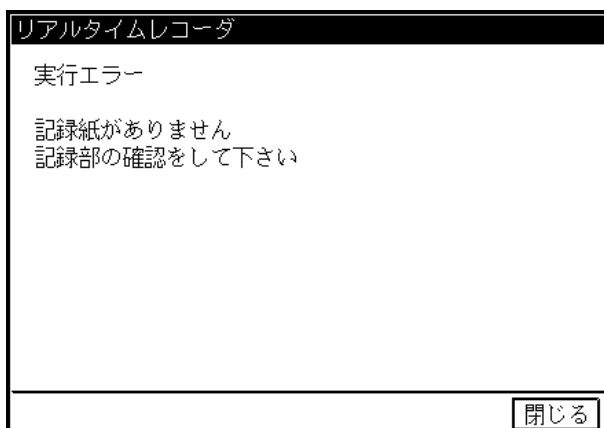 リアルタイムレコーダ
実行エラー
記録紙がありません
記録部の確認をして下さい
閉じる